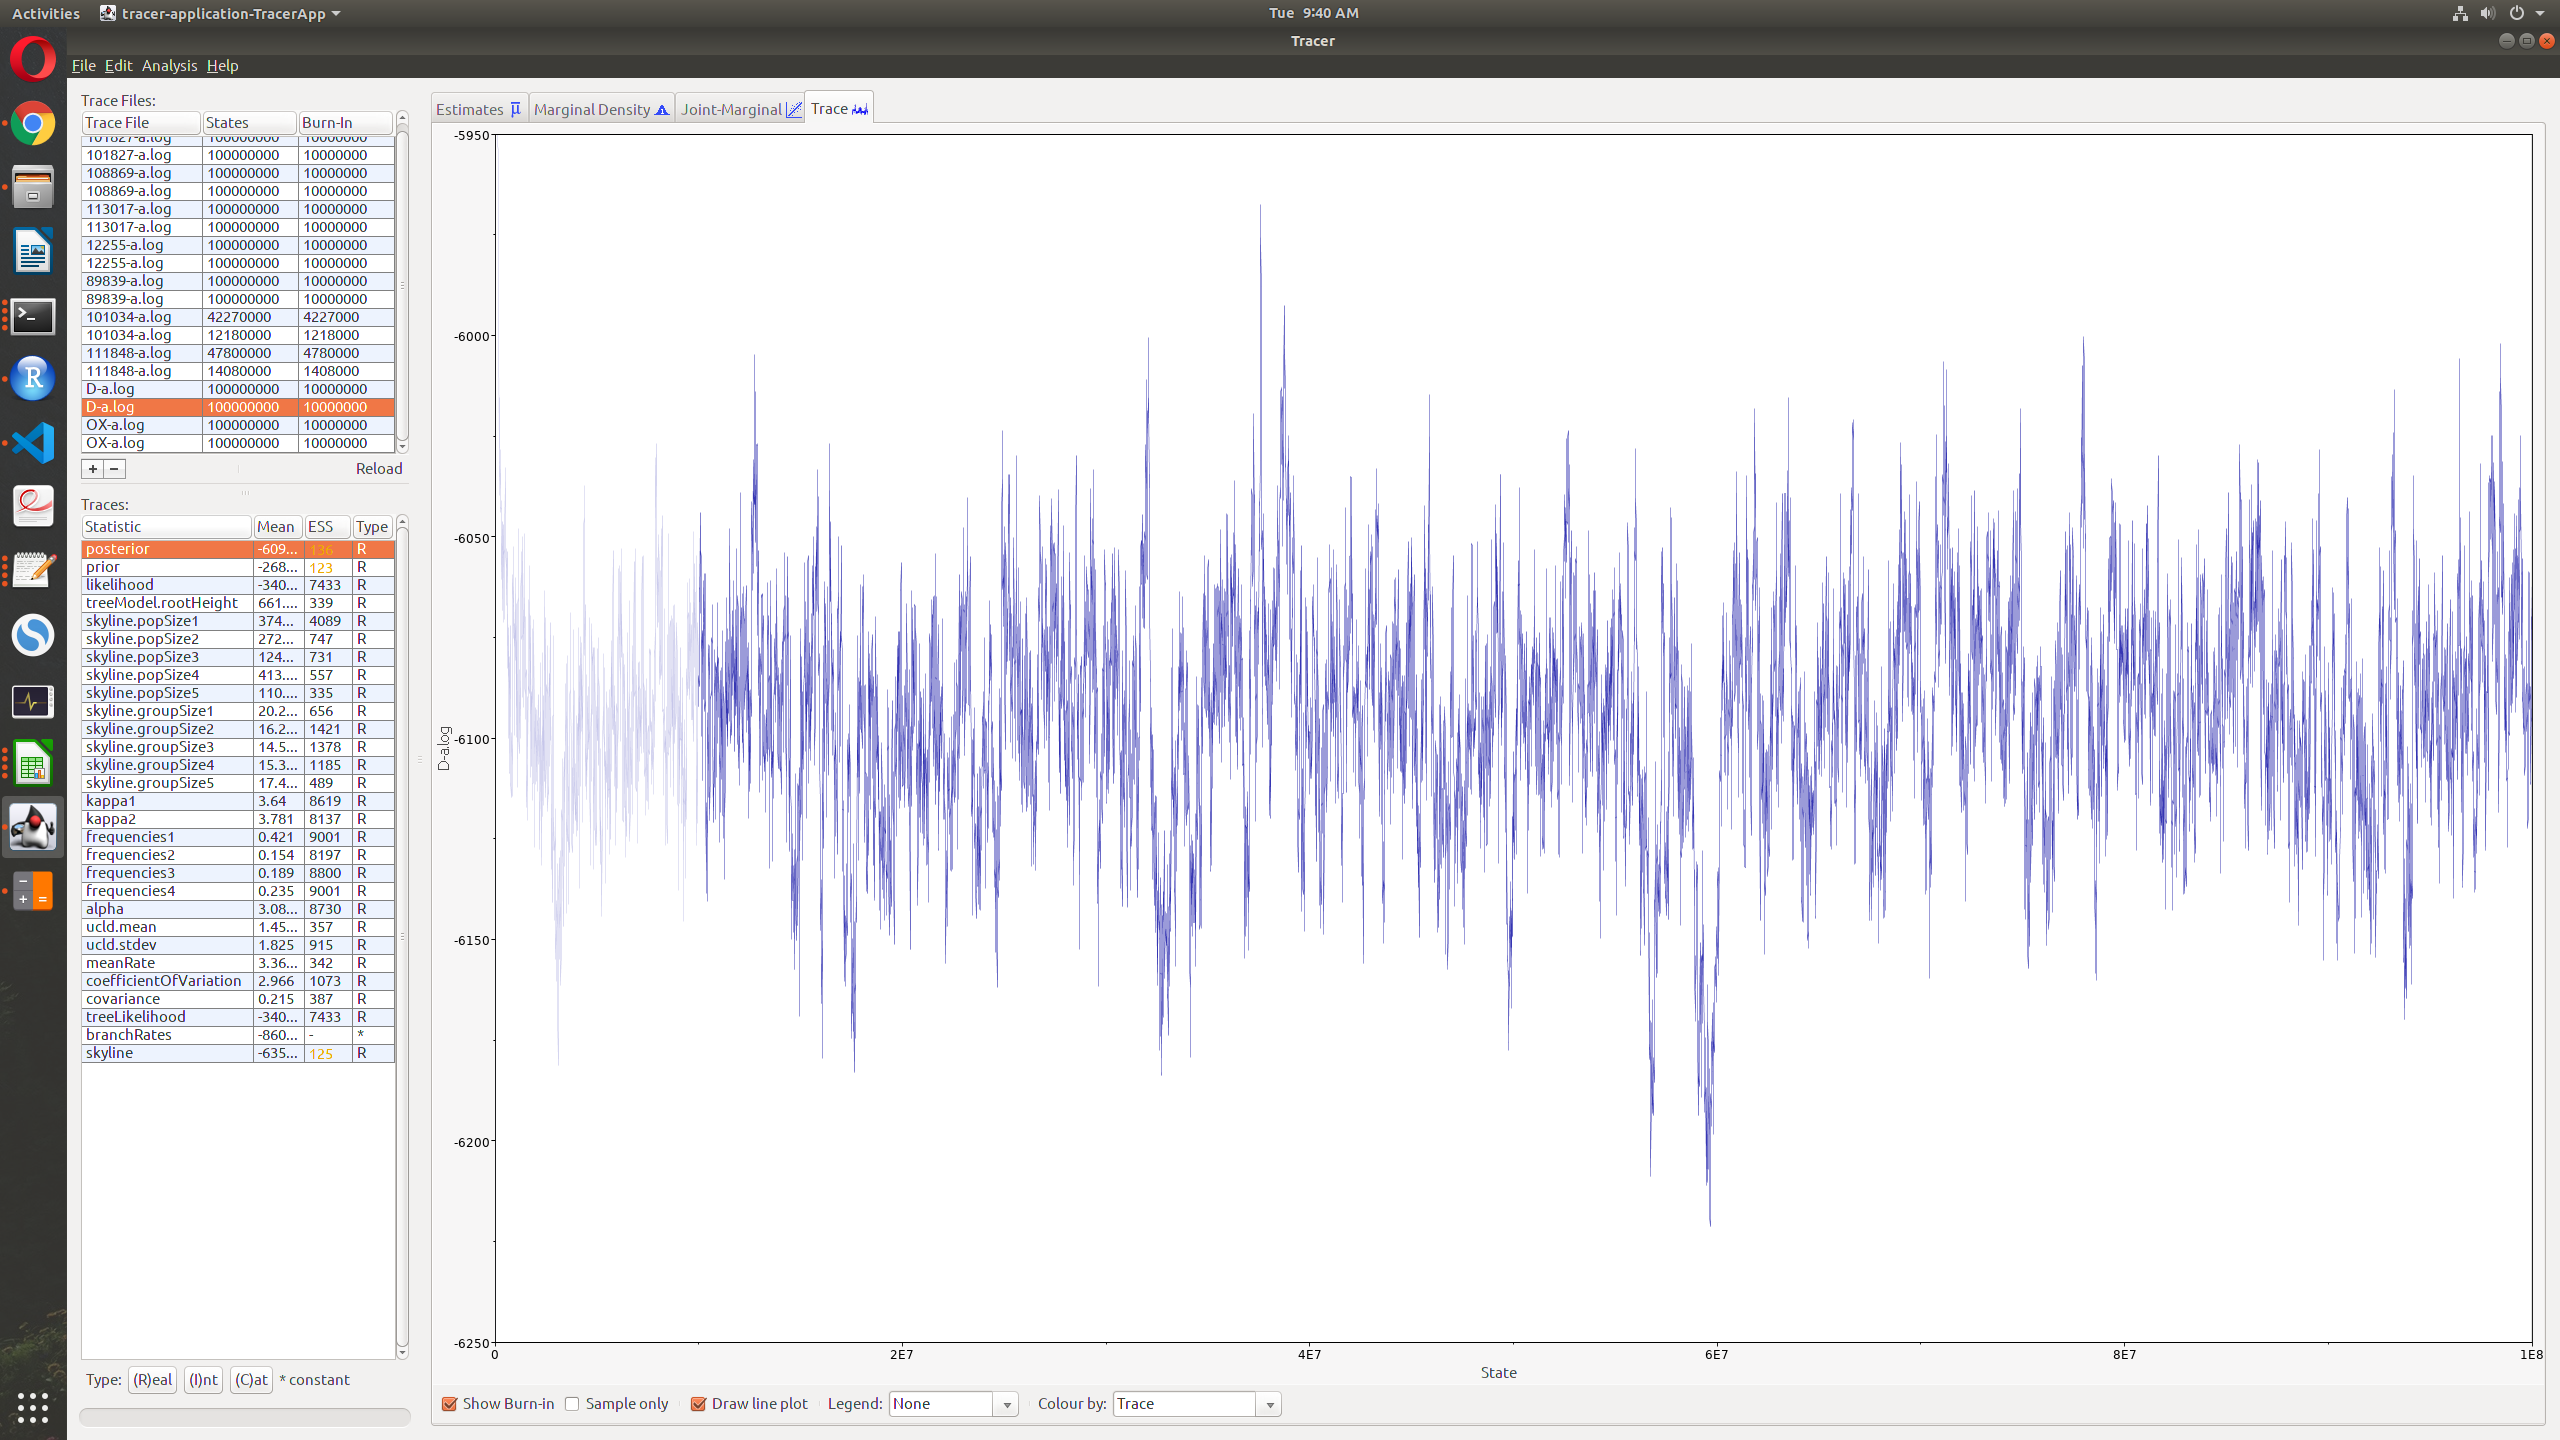 Activities tracer-application-TracerApp Tue 9:40 AM
Tracer
File Edit Analysis Help
Trace Files:
Trace File States Burn-In
101827-a.log 100000000 10000000
101827-a.log 100000000 10000000
108869-a.log 100000000 10000000
108869-a.log 100000000 10000000
113017-a.log 100000000 10000000
113017-a.log 100000000 10000000
12255-a.log 100000000 10000000
12255-a.log 100000000 10000000
89839-a.log 100000000 10000000
89839-a.log 100000000 10000000
101034-a.log 42270000 4227000
101034-a.log 12180000 1218000
111848-a.log 47800000 4780000
111848-a.log 14080000 1408000
D-a.log 100000000 10000000
D-a.log 100000000 10000000
OX-a.log 100000000 10000000
OX-a.log 100000000 10000000
+ − Reload
Traces:
Statistic Mean ESS Type
posterior -609... 136 R
prior -268... 123 R
likelihood -340... 7433 R
treeModel.rootHeight 661.... 339 R
skyline.popSize1 374... 4089 R
skyline.popSize2 272... 747 R
skyline.popSize3 124... 731 R
skyline.popSize4 413.... 557 R
skyline.popSize5 110.... 335 R
skyline.groupSize1 20.2... 656 R
skyline.groupSize2 16.2... 1421 R
skyline.groupSize3 14.5... 1378 R
skyline.groupSize4 15.3... 1185 R
skyline.groupSize5 17.4... 489 R
kappa1 3.64 8619 R
kappa2 3.781 8137 R
frequencies1 0.421 9001 R
frequencies2 0.154 8197 R
frequencies3 0.189 8800 R
frequencies4 0.235 9001 R
alpha 3.08... 8730 R
ucld.mean 1.45... 357 R
ucld.stdev 1.825 915 R
meanRate 3.36... 342 R
coefficientOfVariation 2.966 1073 R
covariance 0.215 387 R
treeLikelihood -340... 7433 R
branchRates -860... - *
skyline -635... 125 R
Type: (R)eal (I)nt (C)at * constant
Estimates Marginal Density Joint-Marginal Trace
-5950
-6000
-6050
-6100
-6150
-6200
-6250
D-a.log
0 2E7 4E7 6E7 8E7 1E8
State
Show Burn-in Sample only Draw line plot Legend: None Colour by: Trace